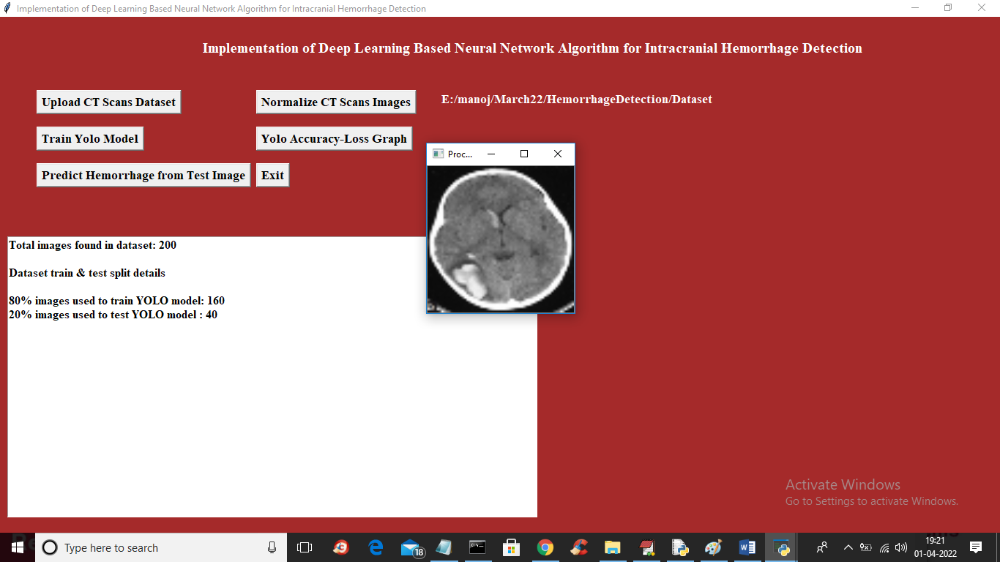 Implementation of Deep Learning Based Neural Network Algorithm for Intracranial Hemorrhage Detection
Implementation of Deep Learning Based Neural Network Algorithm for Intracranial Hemorrhage Detection
Upload CT Scans Dataset
Normalize CT Scans Images
E:/manoj/March22/HemorrhageDetection/Dataset
Train Yolo Model
Yolo Accuracy-Loss Graph
Proc...
Predict Hemorrhage from Test Image
Exit
Total images found in dataset: 200
Dataset train & test split details
80% images used to train YOLO model: 160
20% images used to test YOLO model : 40
Activate Windows
Go to Settings to activate Windows.
Type here to search
18
19:21
01-04-2022